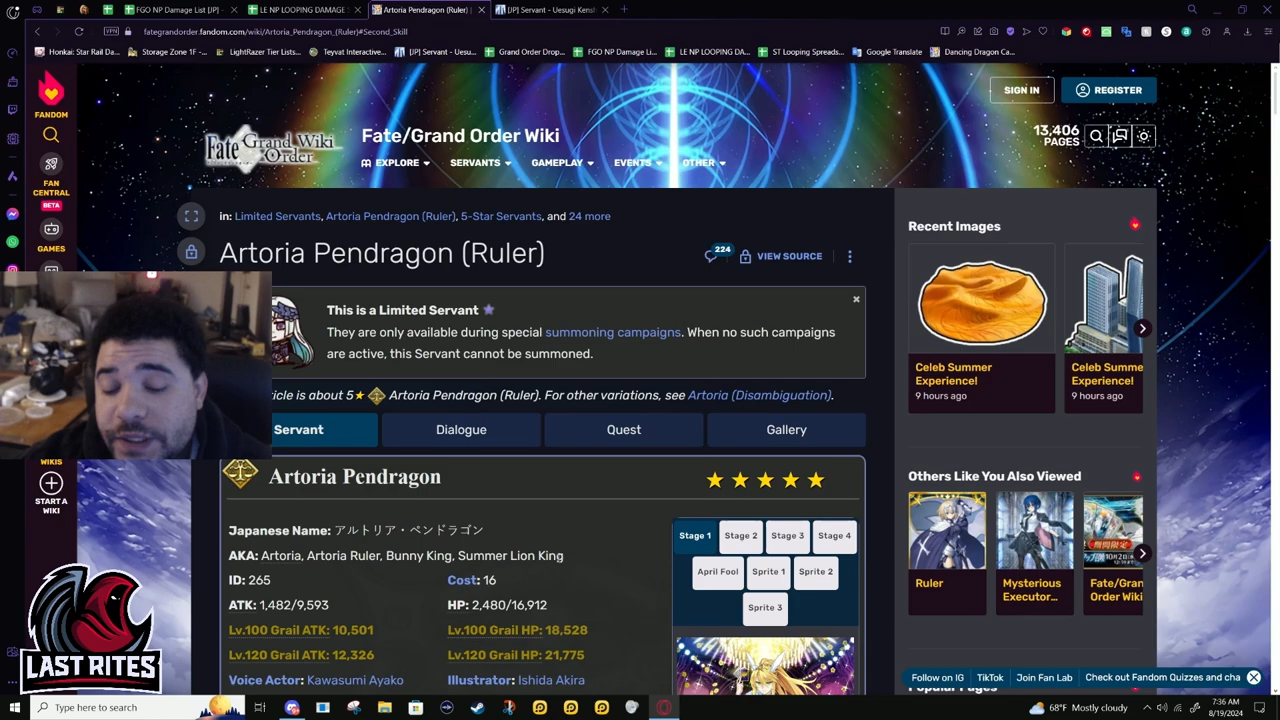 FGO NP Damage List [JP]
LE NP LOOPING DAMAGE S
Artoria Pendragon (Ruler) |
[JP] Servant - Uesugi Kensh
VPN
fategrandorder.fandom.com/wiki/Artoria_Pendragon_(Ruler)#Second_Skill
Honkai: Star Rail Da...
Storage Zone 1F -...
LightRazer Tier Lists...
Teyvat Interactive...
[JP] Servant - Uesu...
Grand Order Drop...
FGO NP Damage Li...
LE NP LOOPING DA...
ST Looping Spreads...
Google Translate
Dancing Dragon Ca...
FANDOM
FAN CENTRAL
BETA
GAMES
WIKIS
START A WIKI
Fate Grand Order Wiki
Fate/Grand Order Wiki
EXPLORE
SERVANTS
GAMEPLAY
EVENTS
OTHER
SIGN IN
REGISTER
13,406
PAGES
in: Limited Servants, Artoria Pendragon (Ruler), 5-Star Servants, and 24 more
Artoria Pendragon (Ruler)
224
VIEW SOURCE
This is a Limited Servant
They are only available during special summoning campaigns. When no such campaigns
are active, this Servant cannot be summoned.
icle is about 5★ Artoria Pendragon (Ruler). For other variations, see Artoria (Disambiguation).
Servant
Dialogue
Quest
Gallery
Artoria Pendragon
★★★★★
Japanese Name: アルトリア・ペンドラゴン
AKA: Artoria, Artoria Ruler, Bunny King, Summer Lion King
ID: 265
Cost: 16
ATK: 1,482/9,593
HP: 2,480/16,912
Lv.100 Grail ATK: 10,501
Lv.100 Grail HP: 18,528
Lv.120 Grail ATK: 12,326
Lv.120 Grail HP: 21,775
Voice Actor: Kawasumi Ayako
Illustrator: Ishida Akira
Stage 1
Stage 2
Stage 3
Stage 4
April Fool
Sprite 1
Sprite 2
Sprite 3
Recent Images
Celeb Summer
Experience!
9 hours ago
Celeb Summe
Experience!
9 hours ago
Others Like You Also Viewed
Ruler
Mysterious
Executor...
Fate/Gran
Order Wiki
Popular Pages
Follow on IG
TikTok
Join Fan Lab
Check out Fandom Quizzes and cha
LAST RITES
Type here to search
68°F Mostly cloudy
7:36 AM
8/19/2024